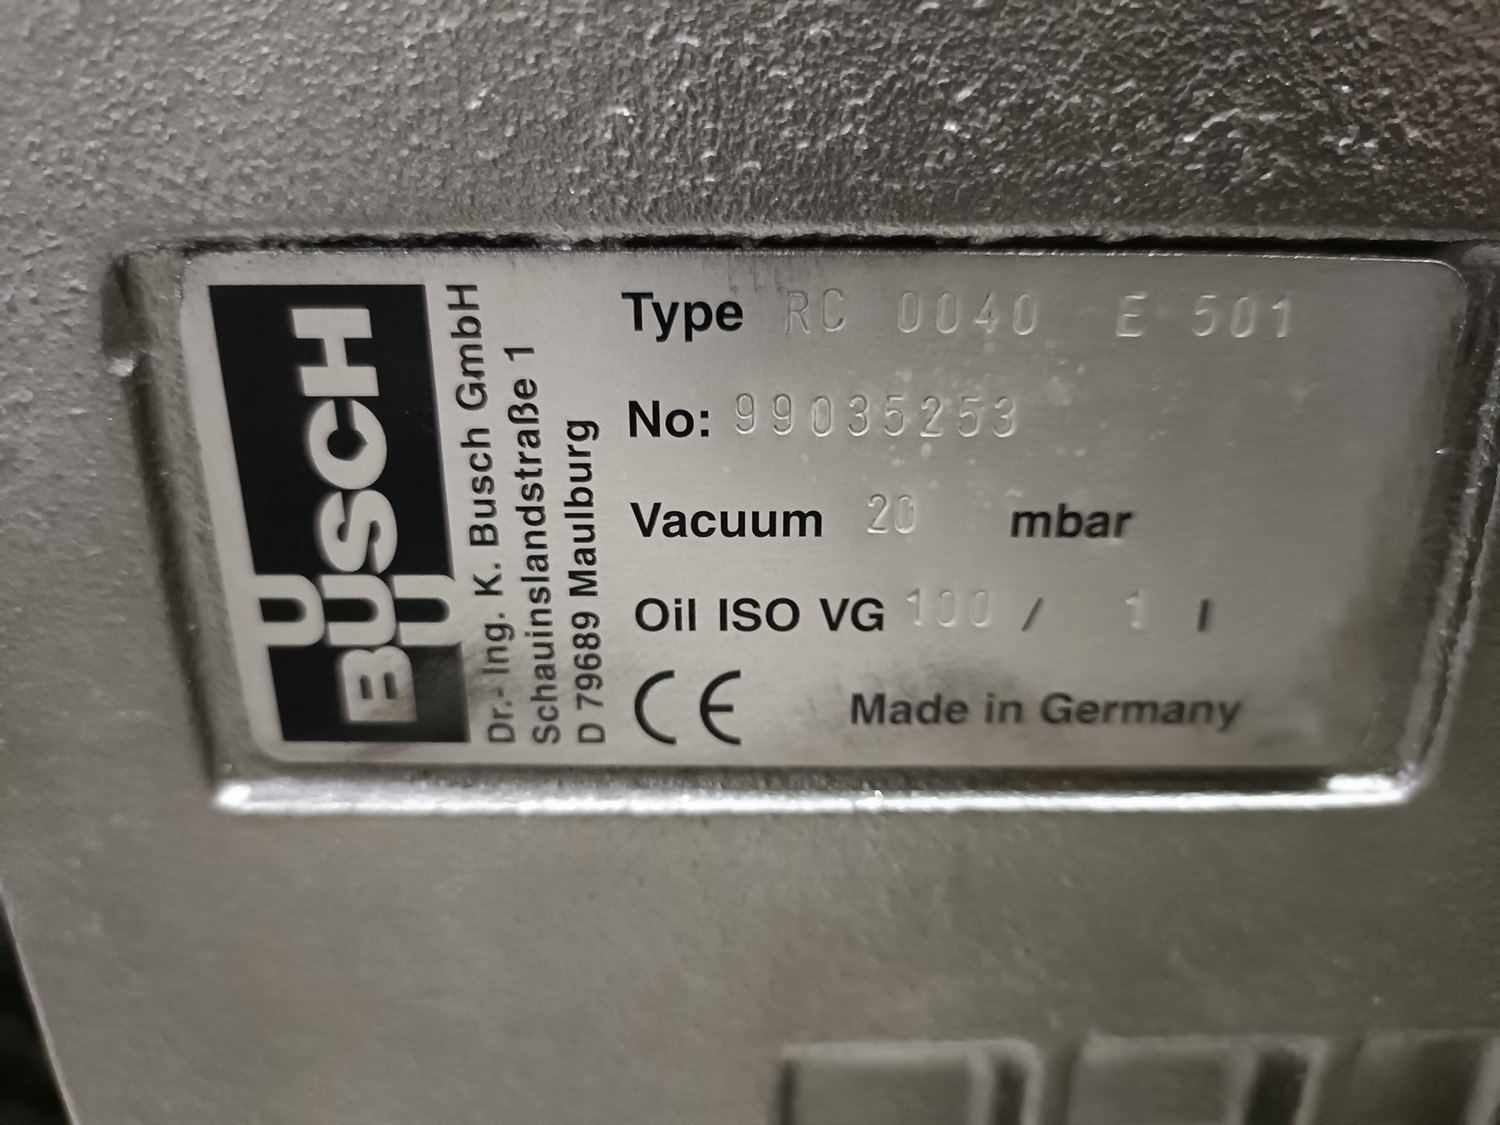 BUSCH
Dr.- Ing. K. Busch GmbH
Schauinslandstraße 1
D 79689 Maulburg
Type RC 0040 E 501
No: 99035253
Vacuum 20 mbar
Oil ISO VG 100 / 1 l
CE Made in Germany